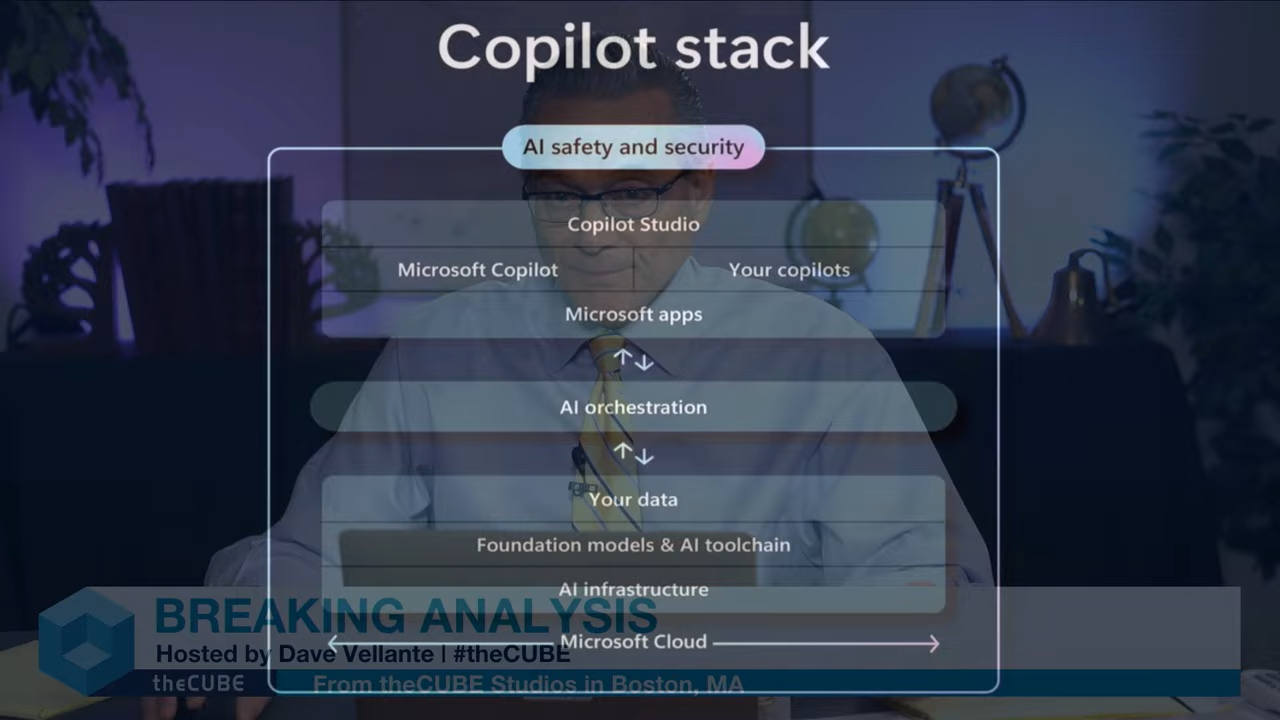 Copilot stack
AI safety and security
Copilot Studio
Microsoft Copilot
Your copilots
Microsoft apps
AI orchestration
Your data
Foundation models & AI toolchain
AI infrastructure
Microsoft Cloud
BREAKING ANALYSIS
Hosted by Dave Vellante | #theCUBE
theCUBE
From theCUBE Studios in Boston, MA